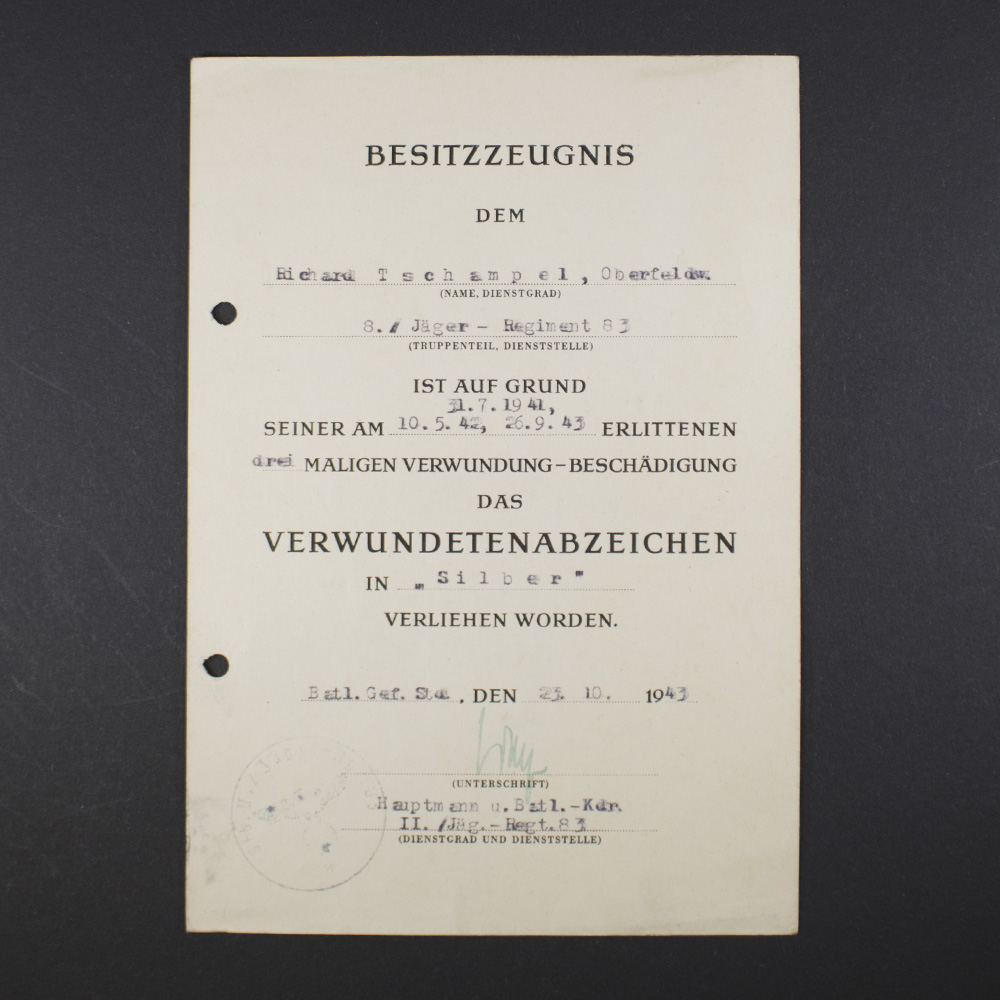 BESITZZEUGNIS
DEM
Richard Tschampel, Oberfeldw.
(NAME, DIENSTGRAD)
8./ Jäger - Regiment 83
(TRUPPENTEIL, DIENSTSTELLE)
IST AUF GRUND
31.7.1941,
SEINER AM 10.5.42, 26.9.43 ERLITTENEN
drei MALIGEN VERWUNDUNG-BESCHÄDIGUNG
DAS
VERWUNDETENABZEICHEN
IN „Silber"
VERLIEHEN WORDEN.
Batl.Gef. Std. , DEN 23. 10. 1943
(UNTERSCHRIFT)
Hauptmann u. Batl.-Kdr.
II./Jäg.-Regt.83
(DIENSTGRAD UND DIENSTSTELLE)